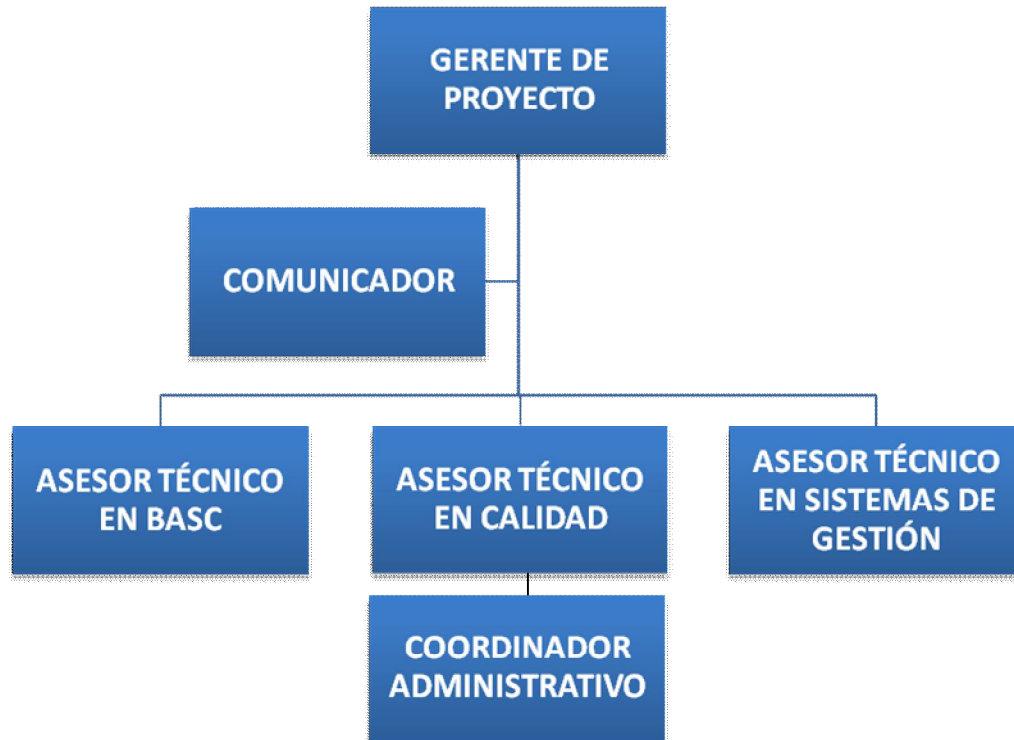 GERENTE DE
PROYECTO
COMUNICADOR
ASESOR TÉCNICO
EN BASC
ASESOR TÉCNICO
EN CALIDAD
ASESOR TÉCNICO
EN SISTEMAS DE
GESTIÓN
COORDINADOR
ADMINISTRATIVO